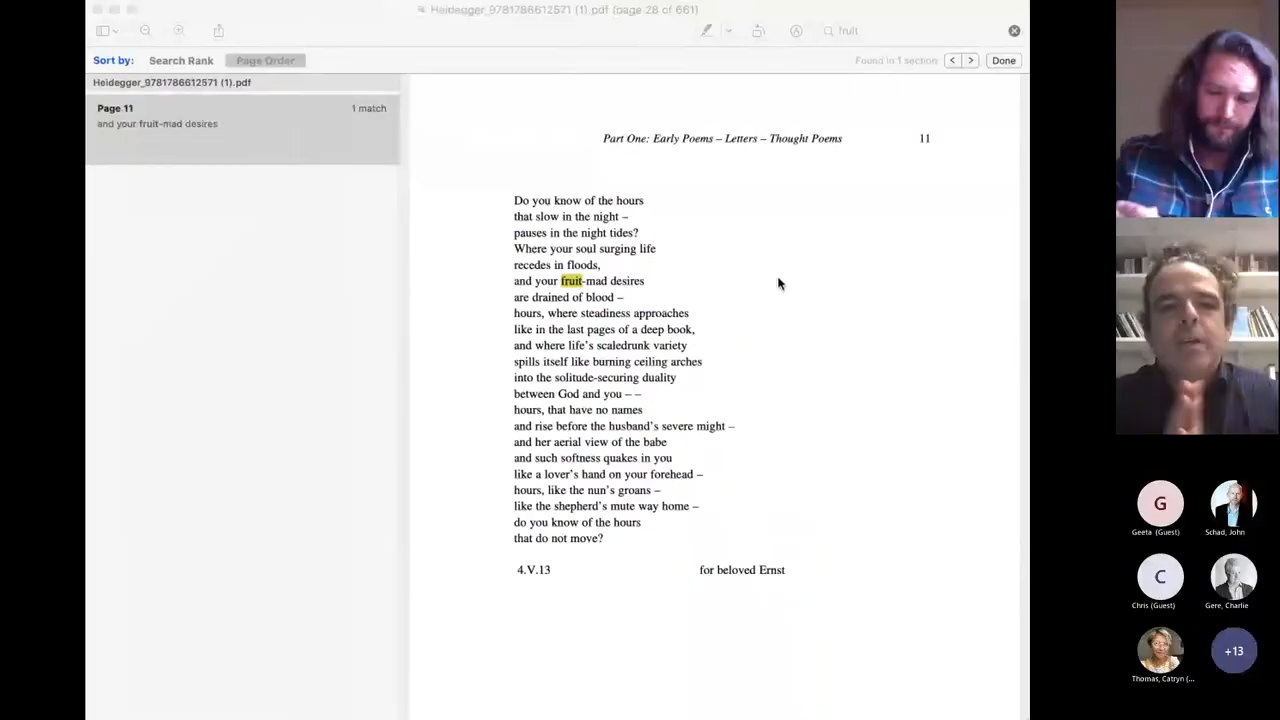 Heidegger_9781786612571 (1).pdf (page 28 of 661)
fruit
Sort by: Search Rank Page Order Found in 1 section < > Done
Heidegger_9781786612571 (1).pdf
Page 11 1 match
and your fruit-mad desires
Part One: Early Poems – Letters – Thought Poems 11
Do you know of the hours
that slow in the night –
pauses in the night tides?
Where your soul surging life
recedes in floods,
and your fruit-mad desires
are drained of blood –
hours, where steadiness approaches
like in the last pages of a deep book,
and where life's scaledrunk variety
spills itself like burning ceiling arches
into the solitude-securing duality
between God and you – –
hours, that have no names
and rise before the husband's severe might –
and her aerial view of the babe
and such softness quakes in you
like a lover's hand on your forehead –
hours, like the nun's groans –
like the shepherd's mute way home –
do you know of the hours
that do not move?
4.V.13 for beloved Ernst
G
Geeta (Guest) Schad, John
C
Chris (Guest) Gere, Charlie
+13
Thomas, Catryn (...